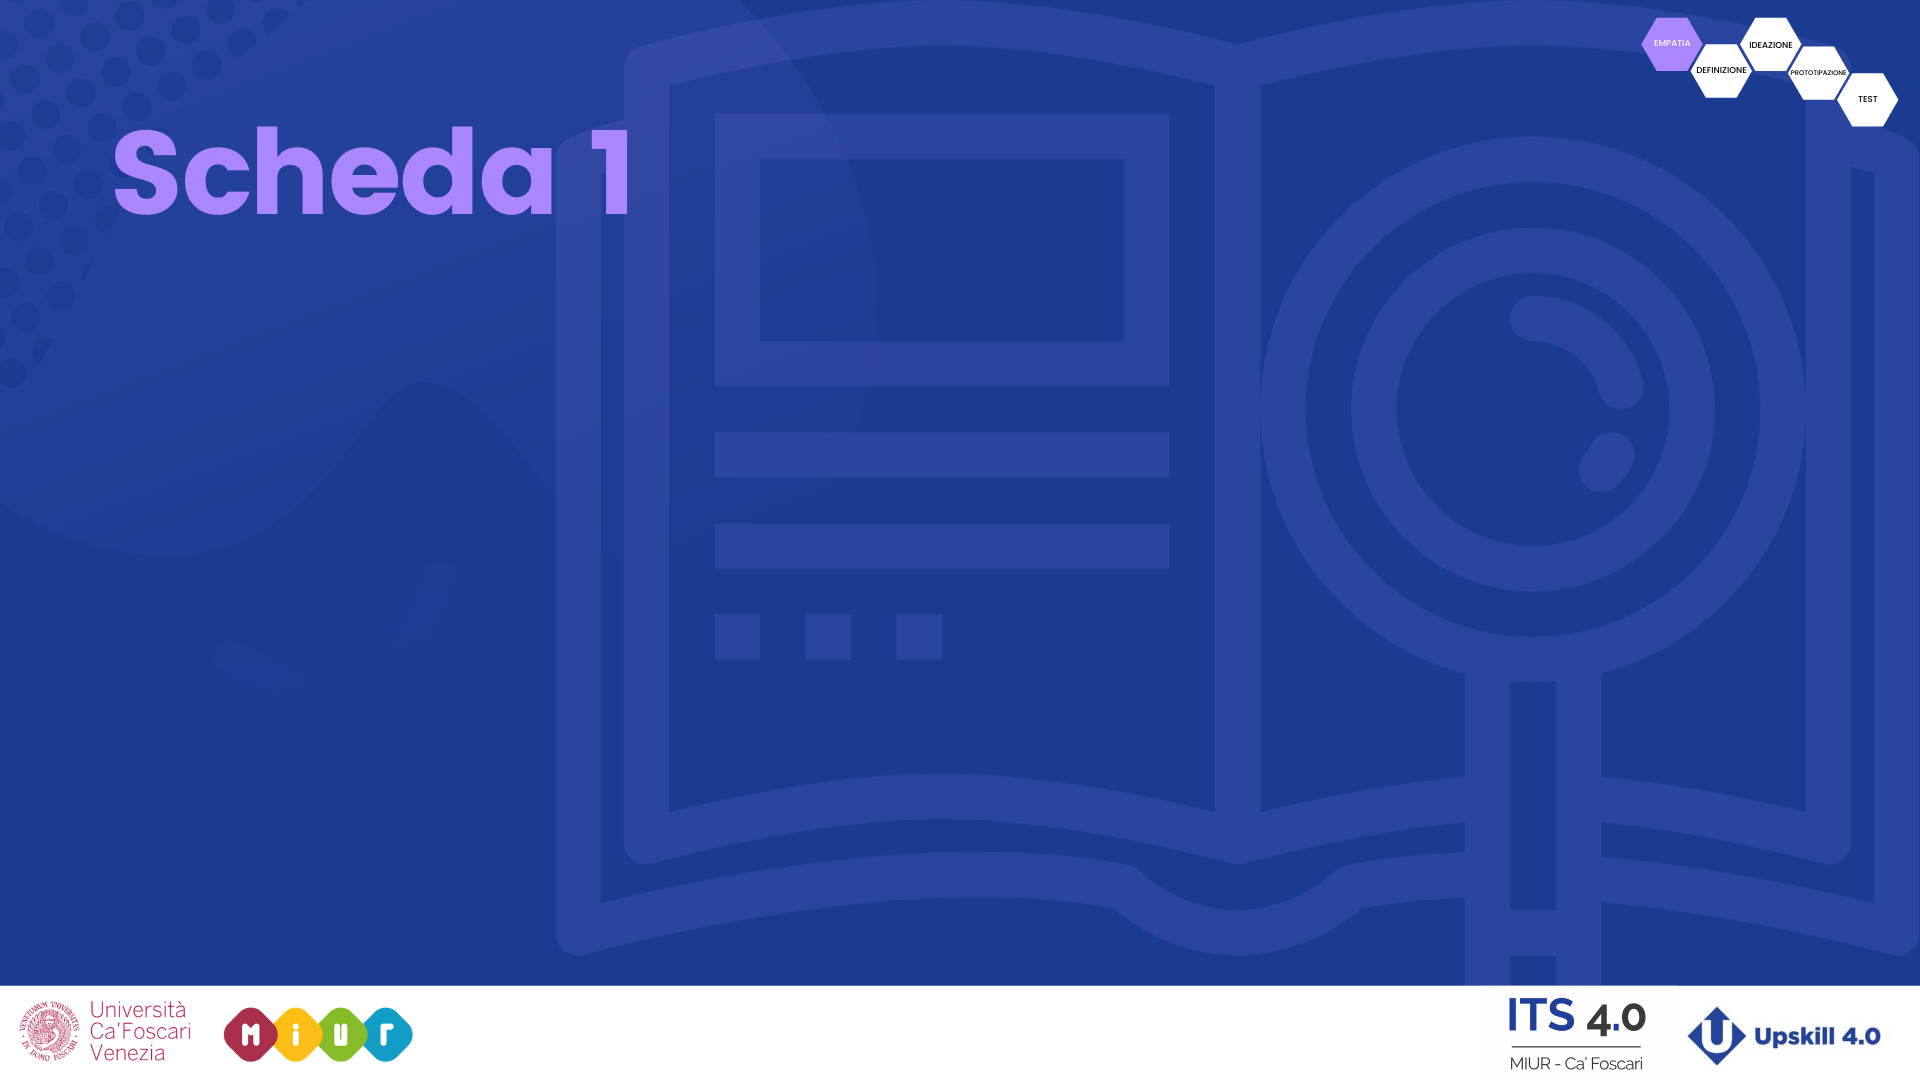 EMPATIA
DEFINIZIONE
IDEAZIONE
PROTOTIPAZIONE
TEST
Scheda 1
Università
Ca'Foscari
Venezia
MiUr
ITS 4.0
MIUR - Ca' Foscari
U
Upskill 4.0